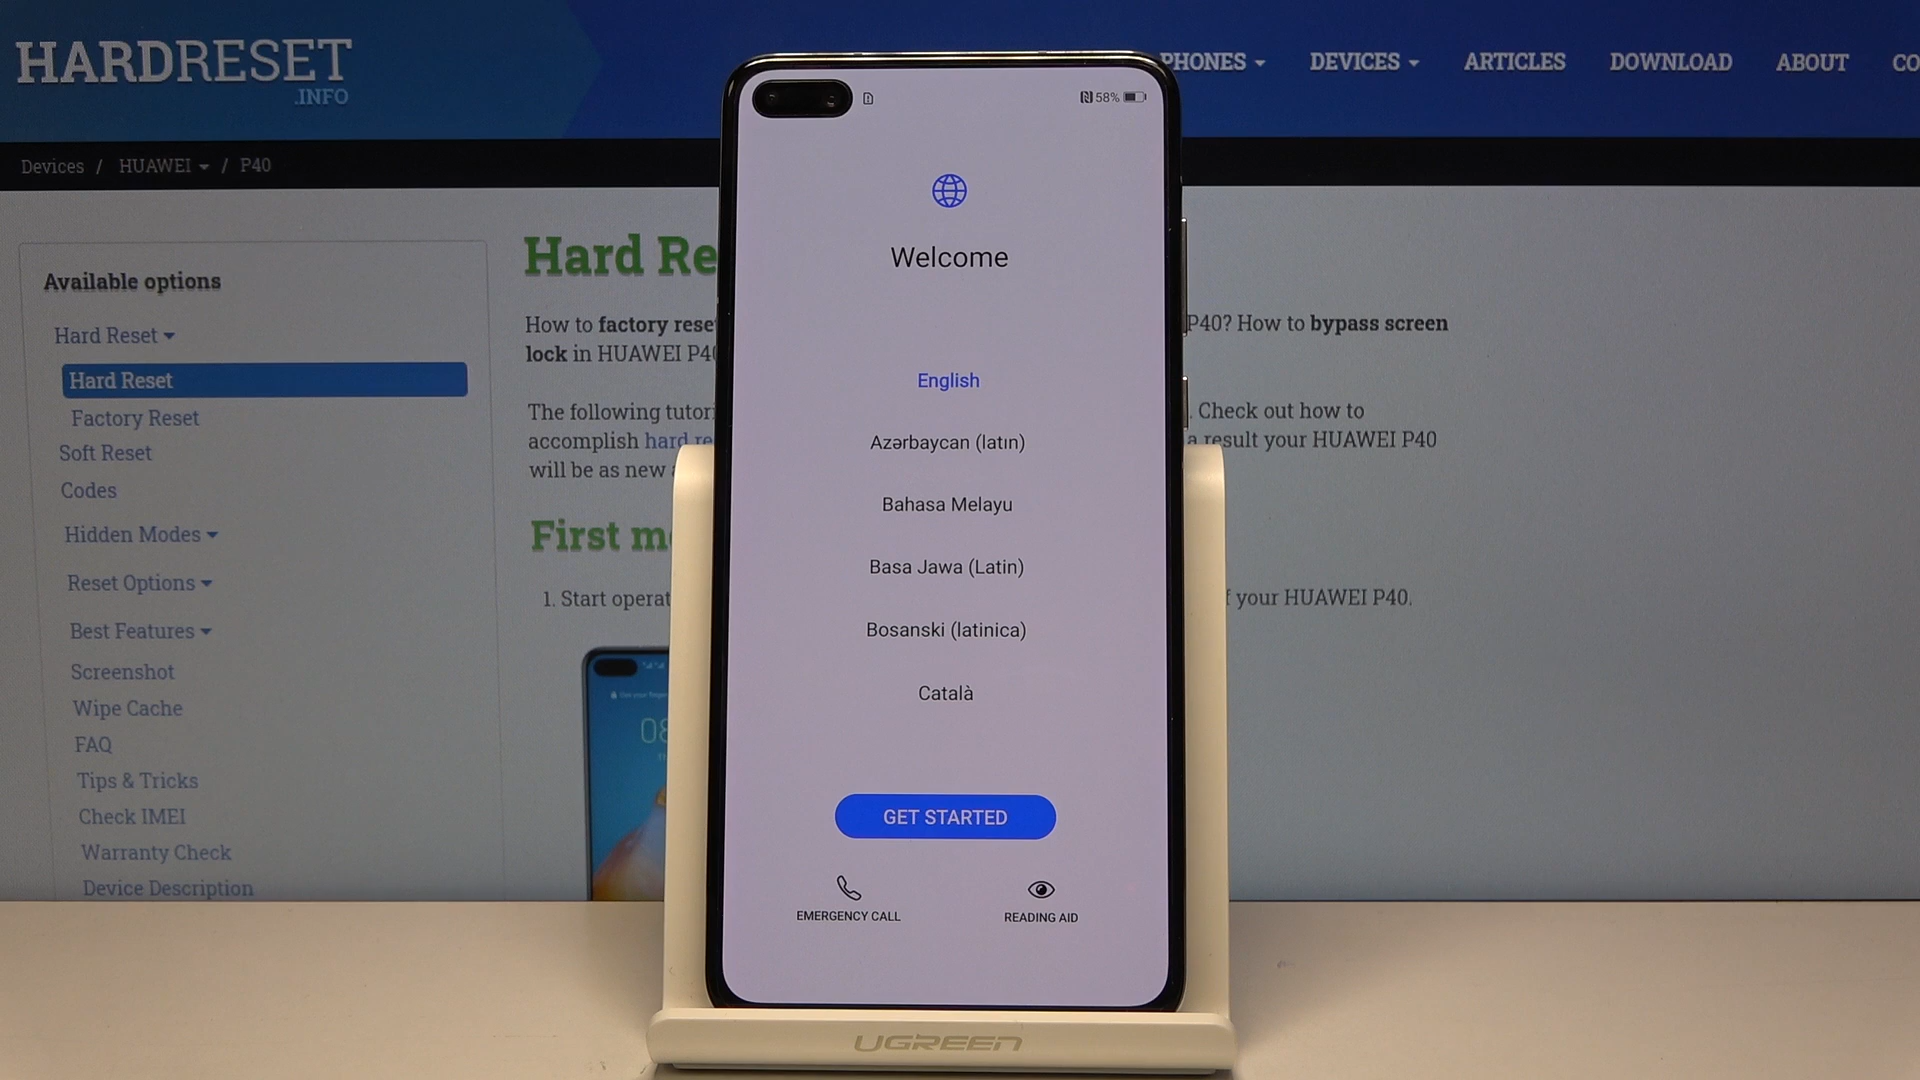 HARDRESET
.INFO
PHONES
DEVICES
ARTICLES
DOWNLOAD
ABOUT
CO
Devices / HUAWEI / P40
Available options
Hard Reset
Hard Reset
Factory Reset
Soft Reset
Codes
Hidden Modes
Reset Options
Best Features
Screenshot
Wipe Cache
FAQ
Tips & Tricks
Check IMEI
Warranty Check
Device Description
Hard Re
How to factory rese
P40? How to bypass screen
lock in HUAWEI P40
The following tutori
. Check out how to
accomplish hard re
a result your HUAWEI P40
will be as new
First me
1. Start operat
f your HUAWEI P40.
08
58%
Welcome
English
Azərbaycan (latın)
Bahasa Melayu
Basa Jawa (Latin)
Bosanski (latinica)
Català
GET STARTED
EMERGENCY CALL
READING AID
UGREEN